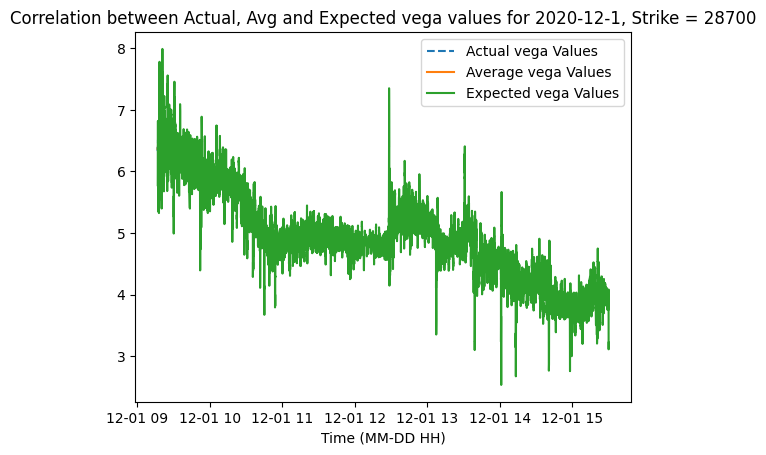 Correlation between Actual, Avg and Expected vega values for 2020-12-1, Strike = 28700
Actual vega Values
Average vega Values
Expected vega Values
8
7
6
5
4
3
12-01 09 12-01 10 12-01 11 12-01 12 12-01 13 12-01 14 12-01 15
Time (MM-DD HH)